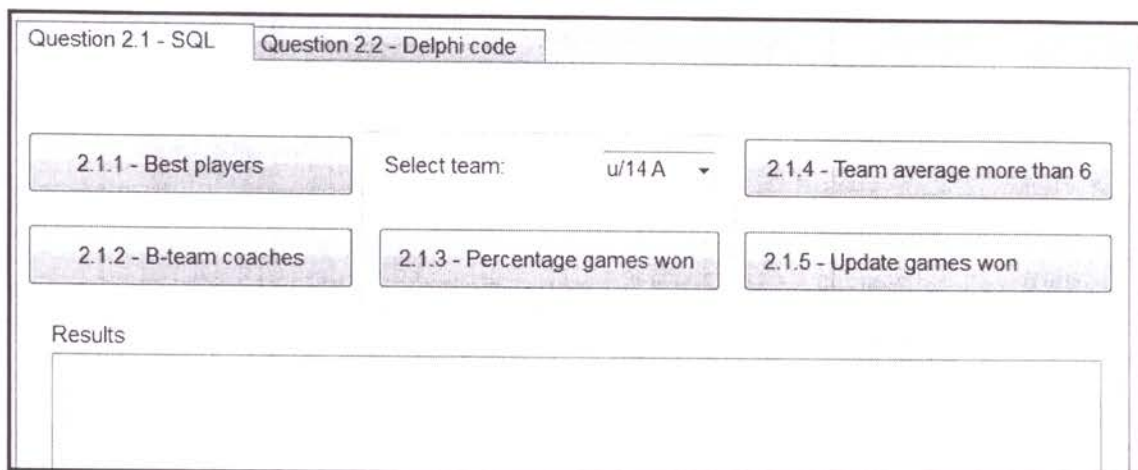 Question 2.1 - SQL
Question 2.2 - Delphi code
2.1.1 - Best players
Select team:
u/14 A
2.1.4 - Team average more than 6
2.1.2 - B-team coaches
2.1.3 - Percentage games won
2.1.5 - Update games won
Results